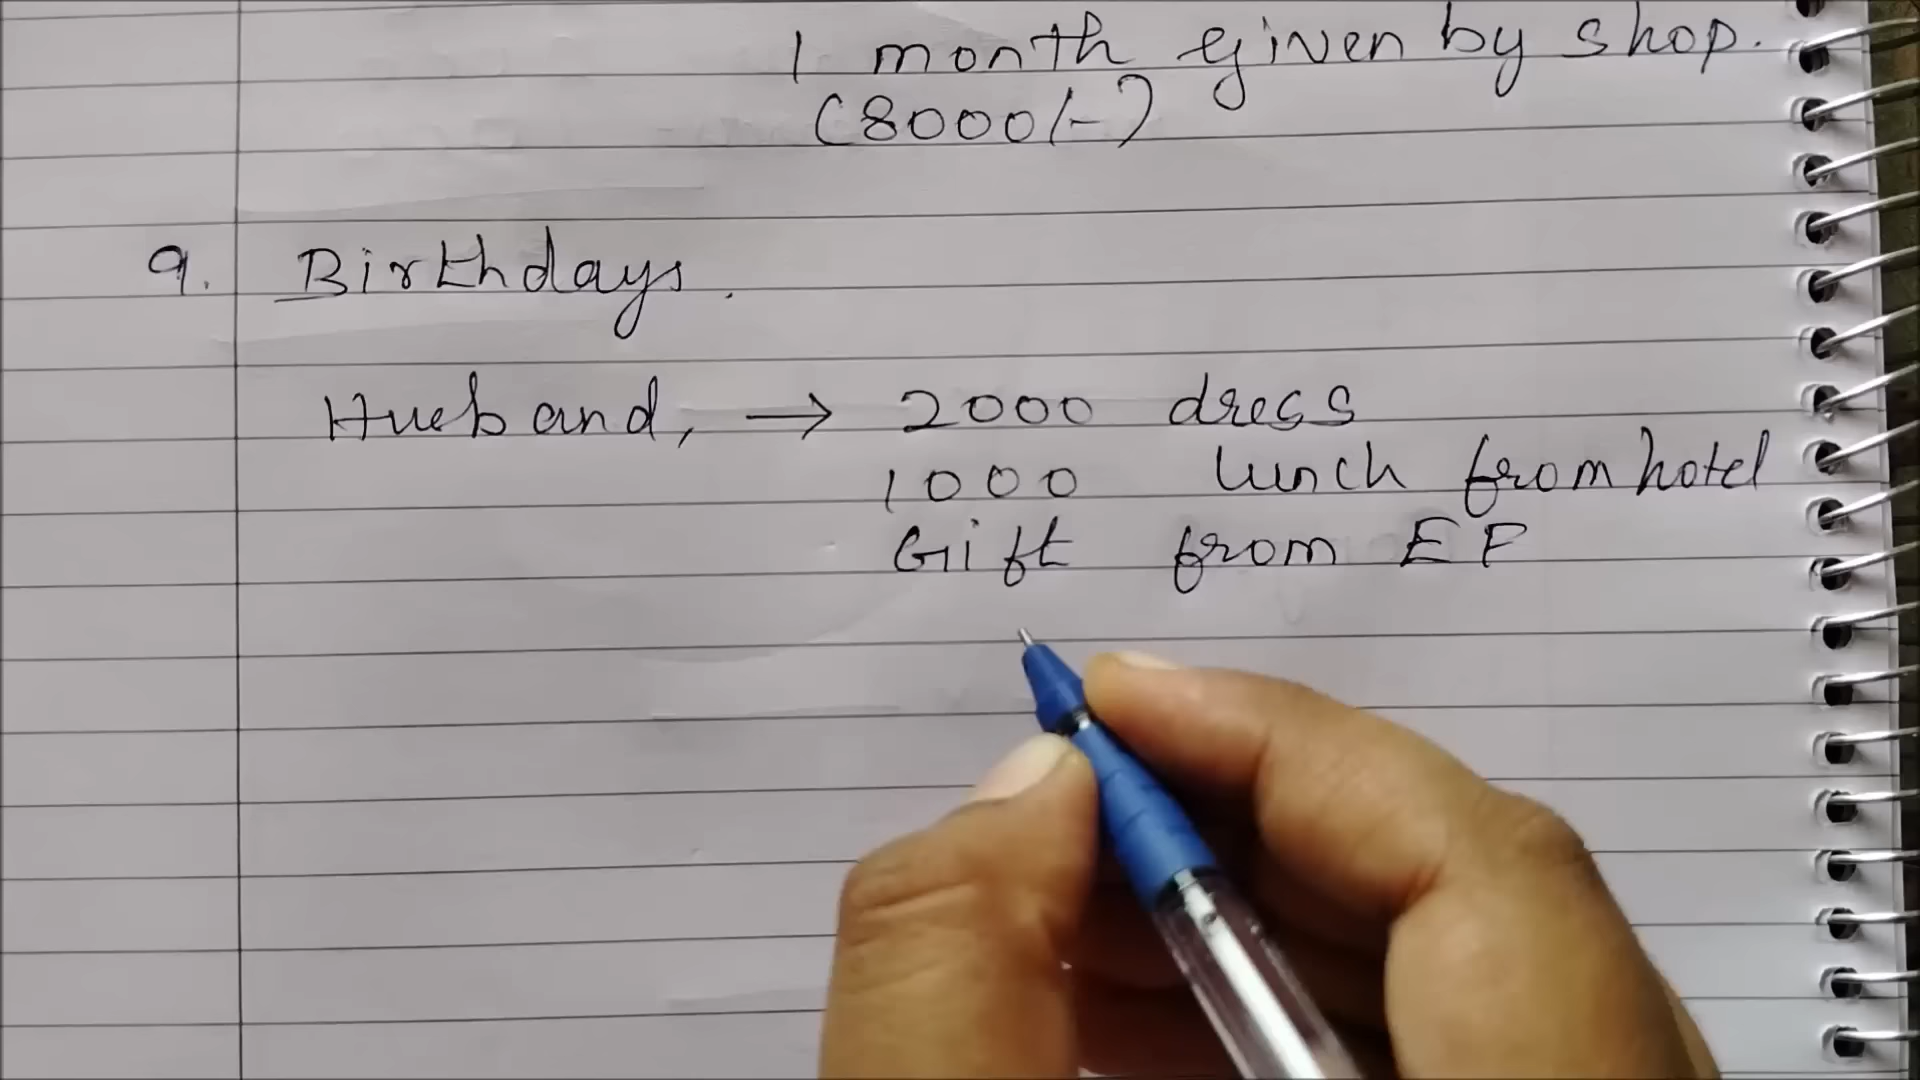 1 month given by shop.
(8000/-)
9. Birthdays.
Husband, → 2000 dress
1000 lunch from hotel
Gift from EF